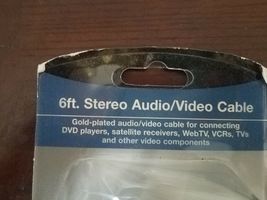 6ft. Stereo Audio/Video Cable
Gold-plated audio/video cable for connecting
DVD players, satellite receivers, WebTV, VCRs, TVs
and other video components